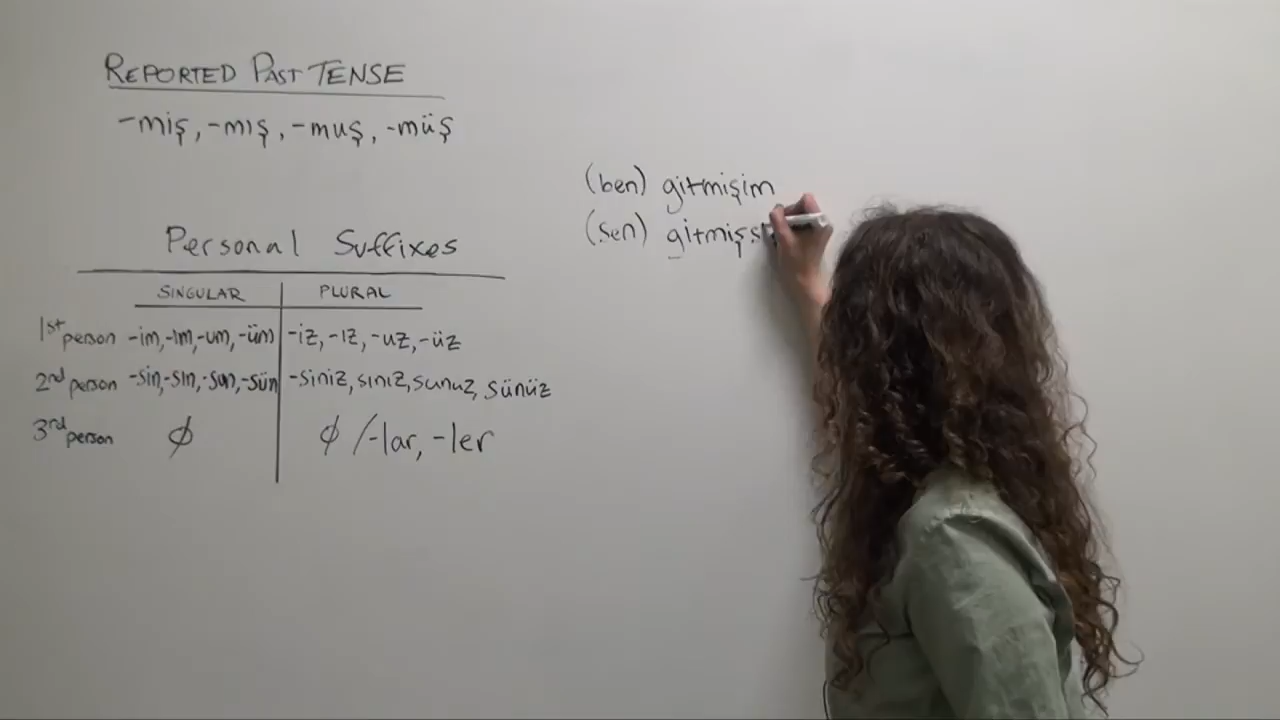 REPORTED PAST TENSE
-miş, -mış, -muş, -müş
Personal Suffixes
SINGULAR PLURAL
1st person -im, -ım, -um, -üm -iz, -ız, -uz, -üz
2nd person -sin, -sın, -sun, -sün -siniz, sınız, sunuz, sünüz
3rd person ∅ ∅ / -lar, -ler
(ben) gitmişim
(sen)